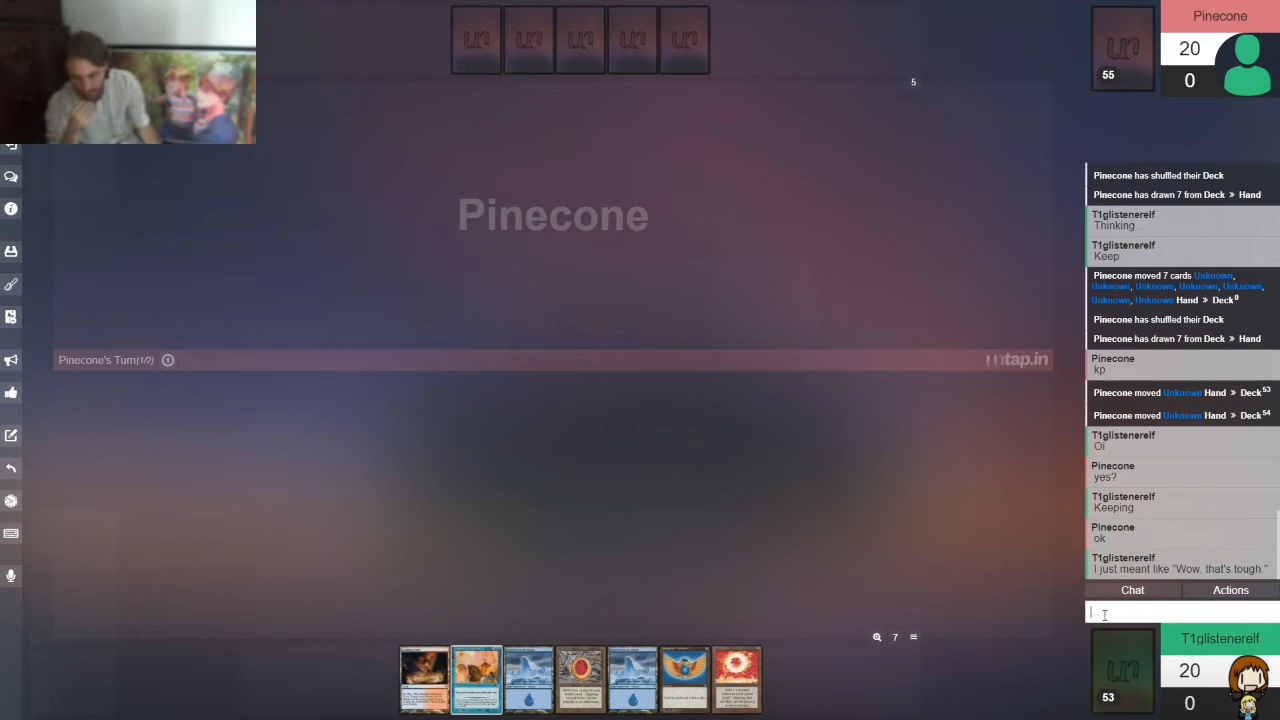 Pinecone
55
20
0
5
Pinecone
Pinecone has shuffled their Deck
Pinecone has drawn 7 from Deck » Hand
T1glistenerelf
Thinking...
T1glistenerelf
Keep
Pinecone moved 7 cards Unknown,
Unknown, Unknown, Unknown, Unknown,
Unknown, Unknown Hand » Deck0
Pinecone has shuffled their Deck
Pinecone has drawn 7 from Deck » Hand
Pinecone's Turn(1/2) 1
untap.in
Pinecone
kp
Pinecone moved Unknown Hand » Deck53
Pinecone moved Unknown Hand » Deck54
T1glistenerelf
Oi
Pinecone
yes?
T1glistenerelf
Keeping
Pinecone
ok
T1glistenerelf
I just meant like "Wow, that's tough."
Chat
Actions
7
T1glistenerelf
53
20
0